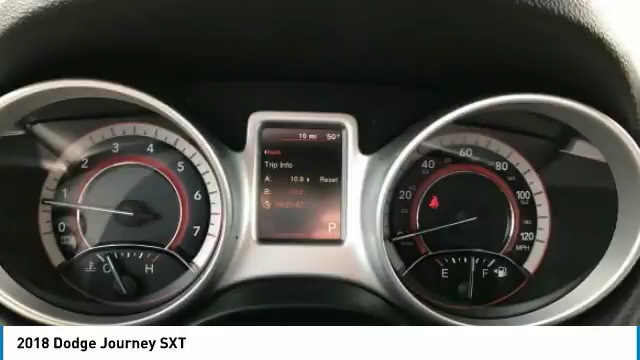 10 mi 50°
Trip Info
A: 10.9 Reset
B:
P
0 1 2 3 4 5 6 7
C H
20 40 60 80 100 120
MPH
E F
2018 Dodge Journey SXT